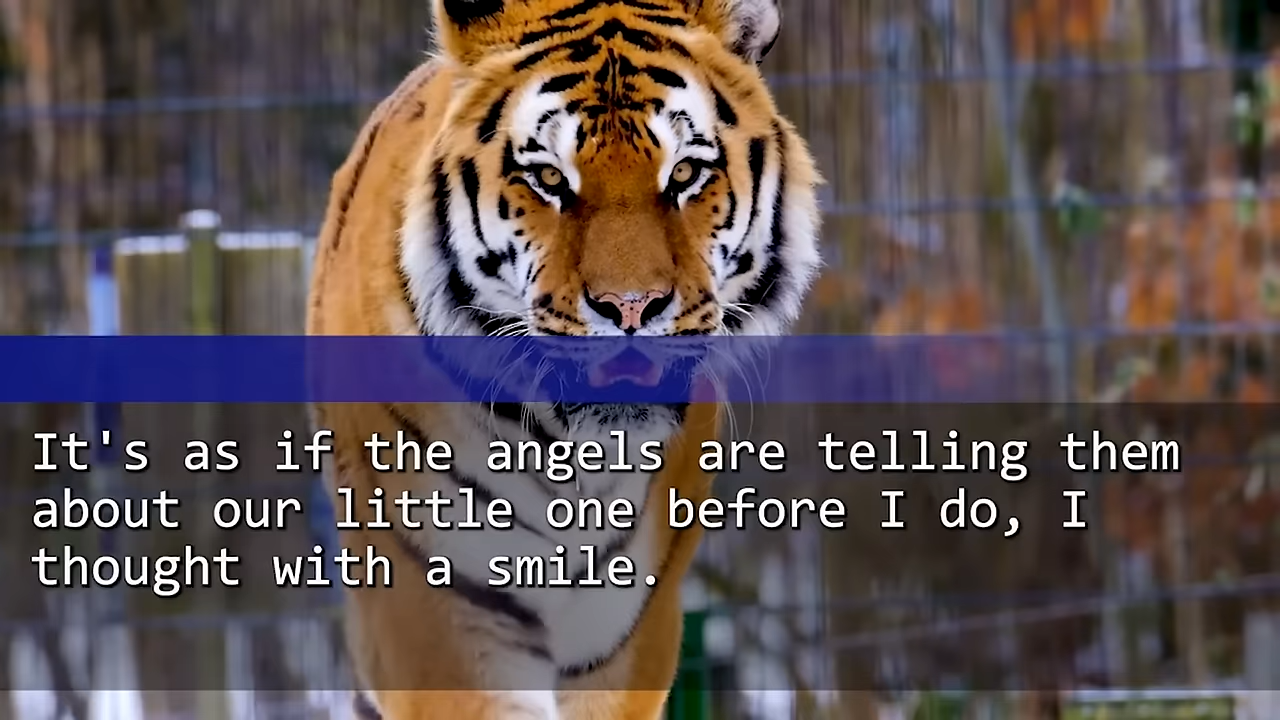 It's as if the angels are telling them
about our little one before I do, I
thought with a smile.